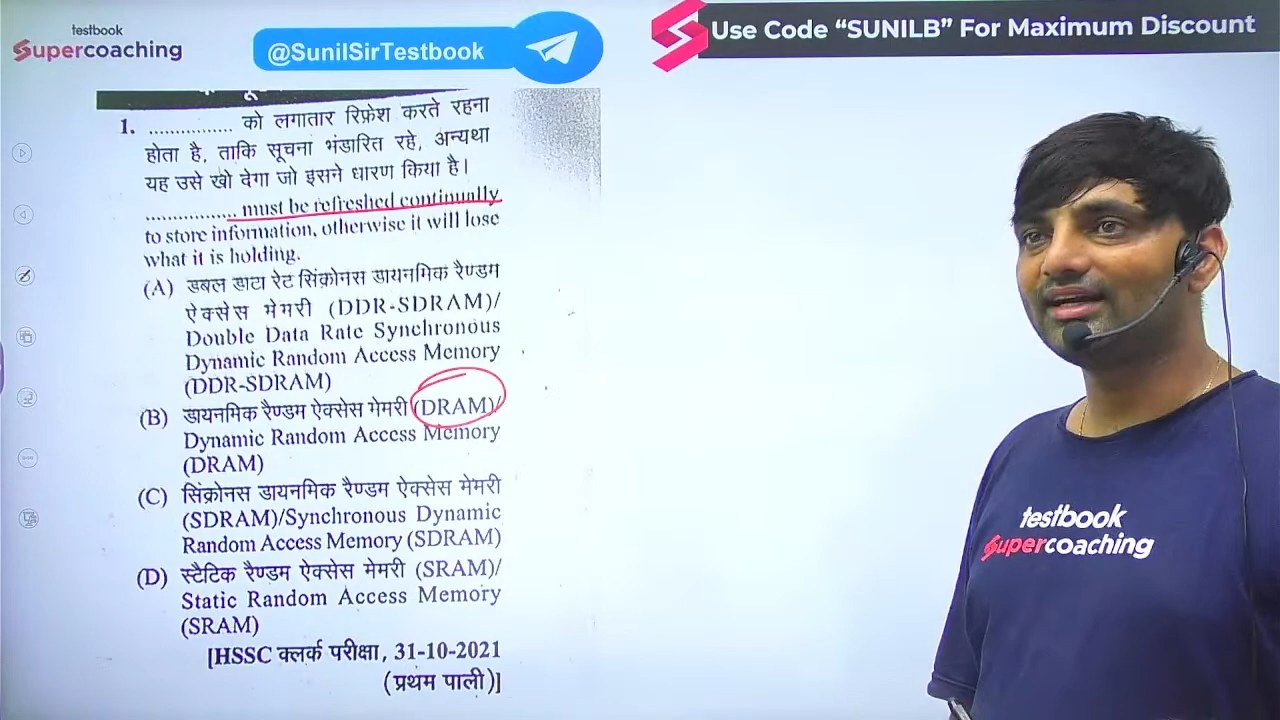 testbook
Supercoaching
@SunilSirTestbook
Use Code “SUNILB” For Maximum Discount
1. ................ को लगातार रिफ्रेश करते रहना
होता है, ताकि सूचना भंडारित रहे, अन्यथा
यह उसे खो देगा जो इसने धारण किया है।
................. must be refreshed continually
to store information, otherwise it will lose
what it is holding.
(A) डबल डाटा रेट सिंक्रोनस डायनमिक रैण्डम
ऐक्सेस मेमरी (DDR-SDRAM)/
Double Data Rate Synchronous
Dynamic Random Access Memory
(DDR-SDRAM)
(B) डायनमिक रैण्डम ऐक्सेस मेमरी (DRAM)/
Dynamic Random Access Memory
(DRAM)
(C) सिंक्रोनस डायनमिक रैण्डम ऐक्सेस मेमरी
(SDRAM)/Synchronous Dynamic
Random Access Memory (SDRAM)
(D) स्टैटिक रैण्डम ऐक्सेस मेमरी (SRAM)/
Static Random Access Memory
(SRAM)
[HSSC क्लर्क परीक्षा, 31-10-2021
(प्रथम पाली)]
testbook
Supercoaching